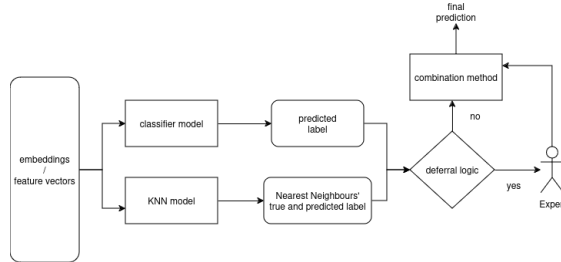 final
prediction
combination method
no
embeddings
/
feature vectors
classifier model
predicted
label
deferral logic
yes
KNN model
Nearest Neighbours'
true and predicted label
Exper